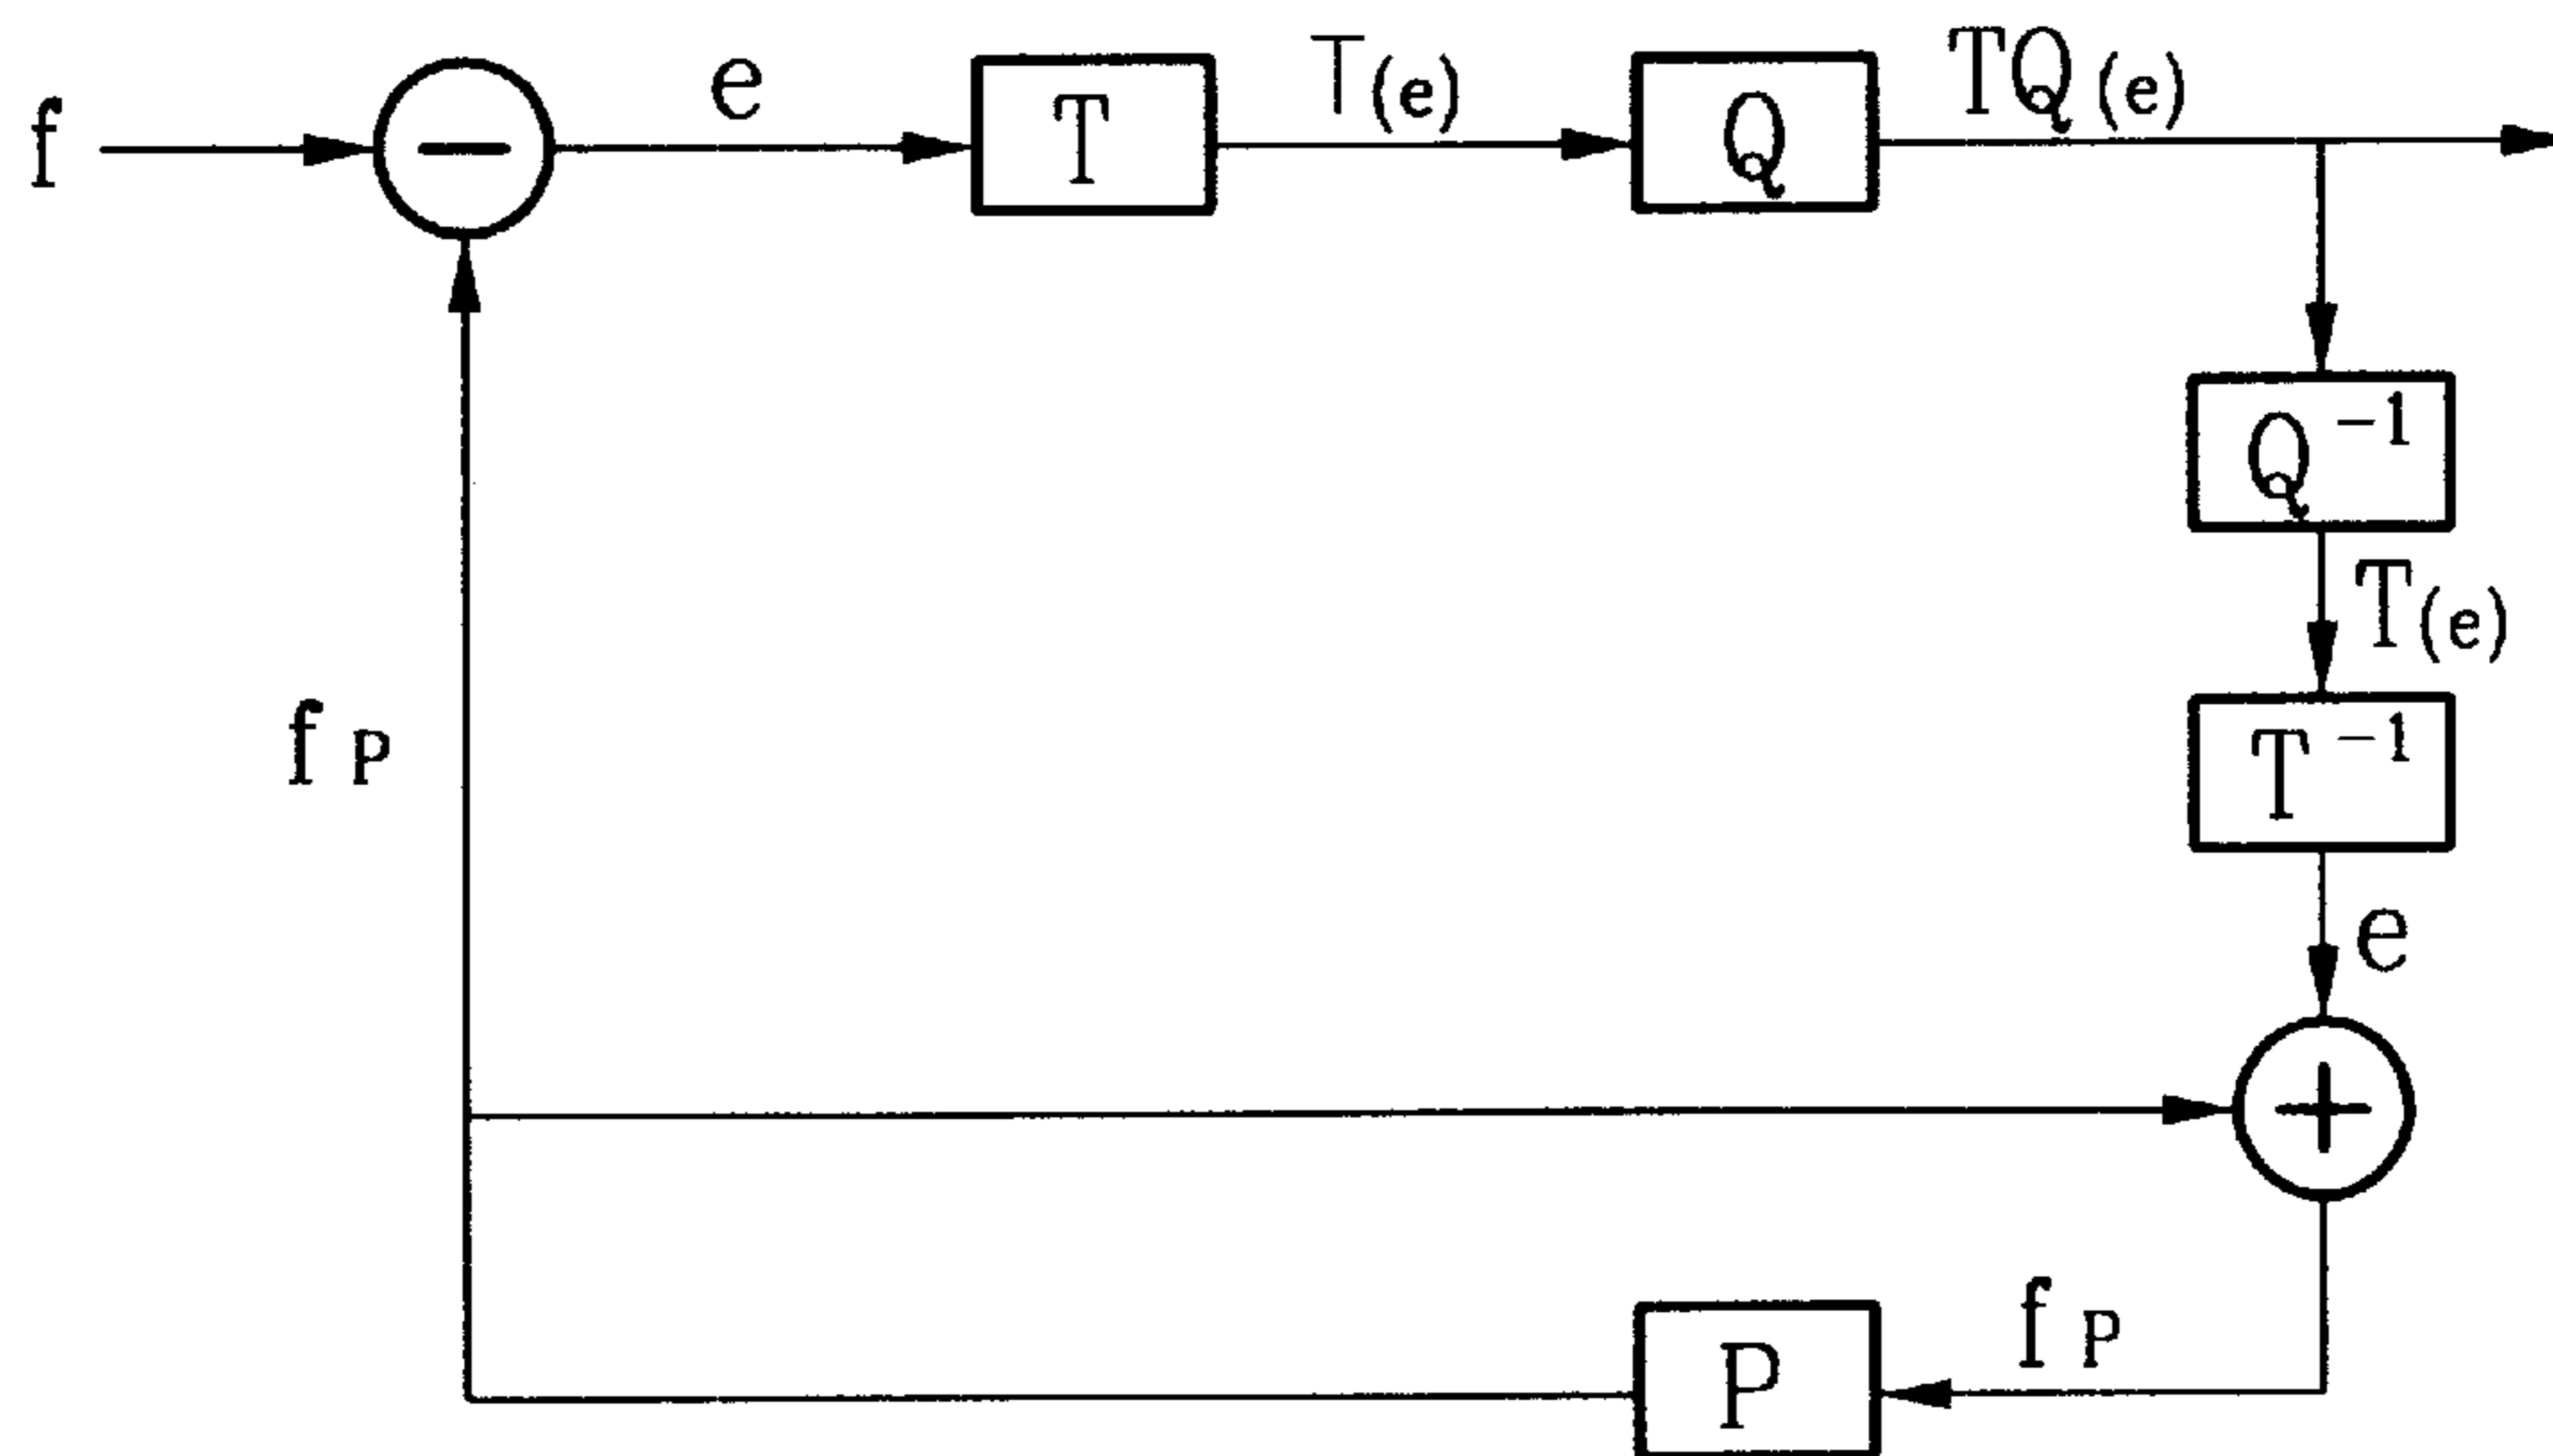 f
−
e
T
T(e)
Q
TQ(e)
Q⁻¹
T(e)
T⁻¹
e
fP
+
fP
P